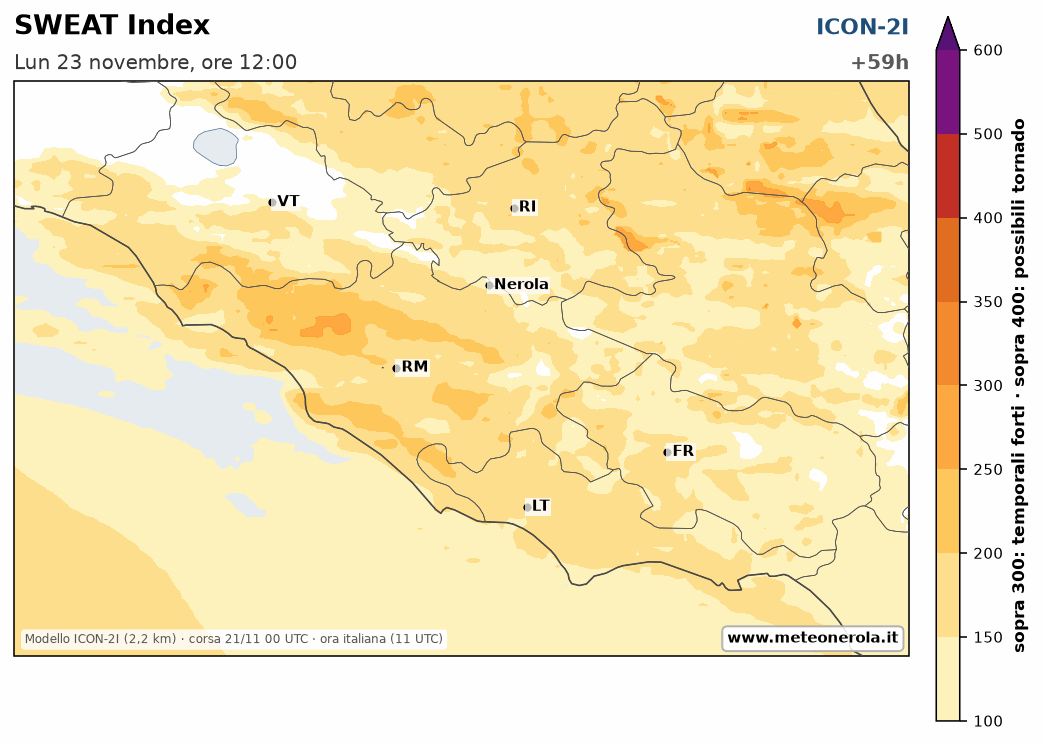 SWEAT Index
ICON-2I
Lun 23 novembre, ore 12:00
+59h
VT
RI
Nerola
RM
FR
LT
Modello ICON-2I (2,2 km) · corsa 21/11 00 UTC · ora italiana (11 UTC)
www.meteonerola.it
600
500
400
350
300
250
200
150
100
sopra 300: temporali forti · sopra 400: possibili tornado